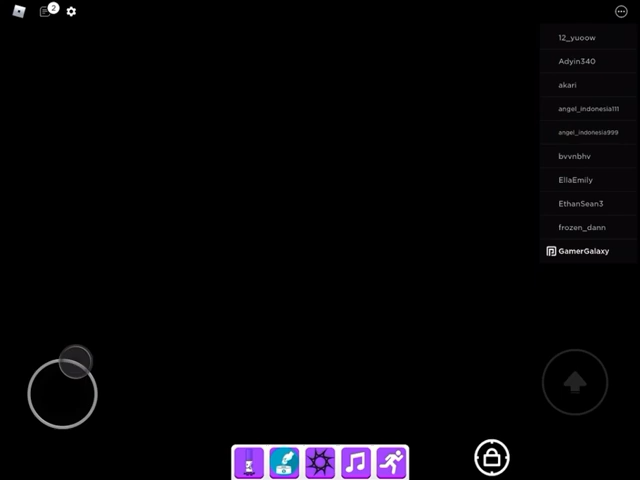 2
12_yuoow
Adyin340
akari
angel_indonesia111
angel_indonesia999
bvvnbhv
EllaEmily
EthanSean3
frozen_dann
GamerGalaxy